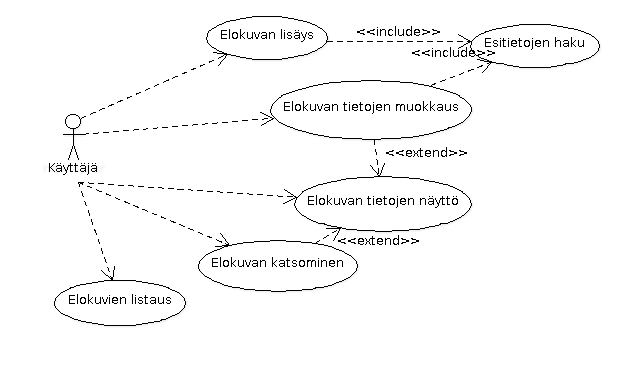 Elokuvan lisäys
<<include>>
Esitietojen haku
<<include>>
Elokuvan tietojen muokkaus
<<extend>>
Käyttäjä
Elokuvan tietojen näyttö
<<extend>>
Elokuvan katsominen
Elokuvien listaus